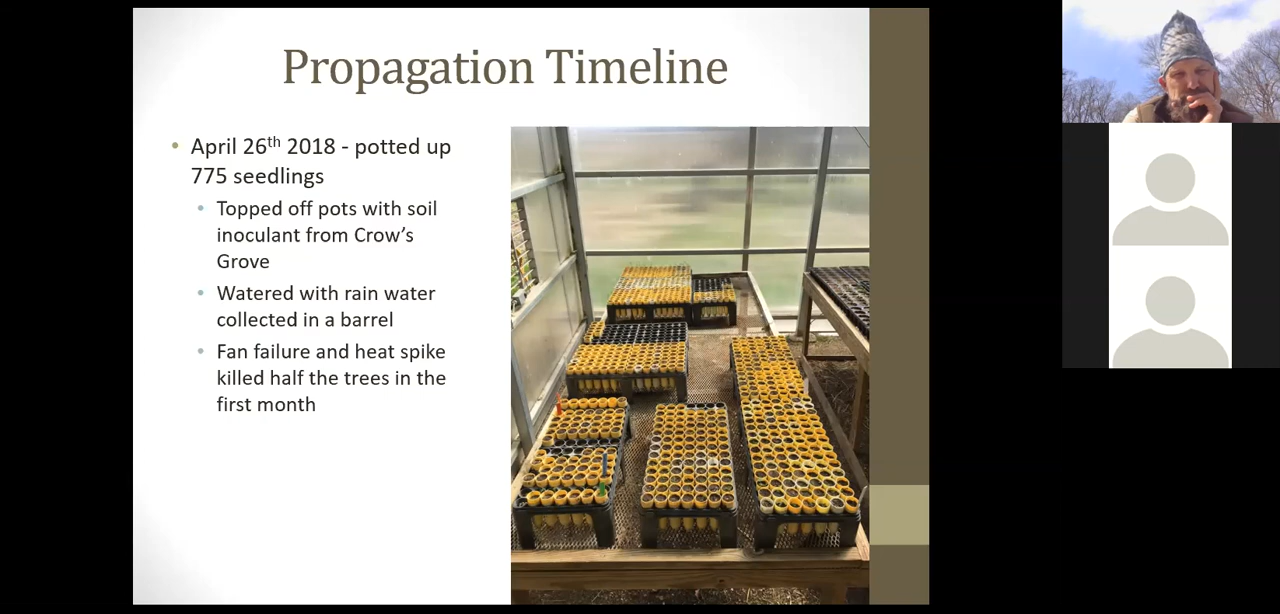 Propagation Timeline
• April 26th 2018 - potted up
775 seedlings
• Topped off pots with soil
inoculant from Crow's
Grove
• Watered with rain water
collected in a barrel
• Fan failure and heat spike
killed half the trees in the
first month